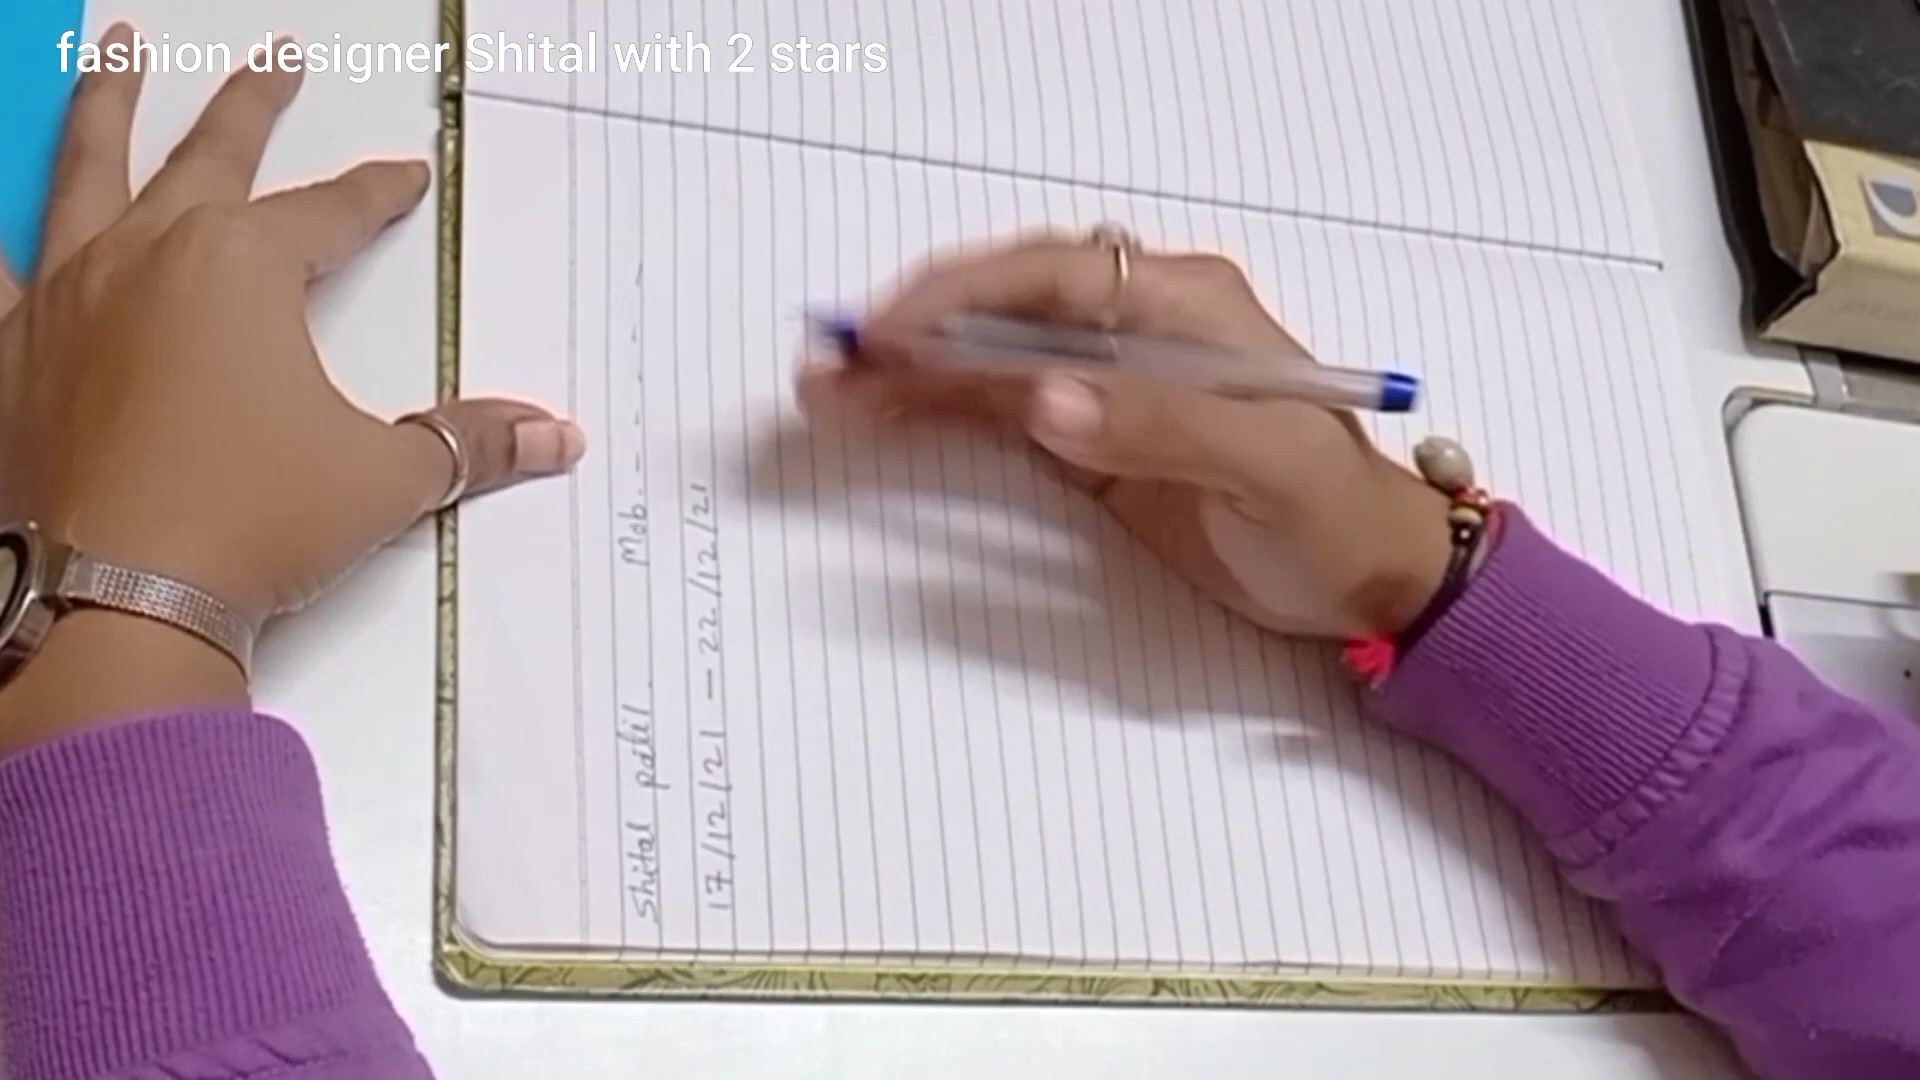 fashion designer Shital with 2 stars
Shital patil. Mob. - - - - - -
17/12/21 — 22/12/21